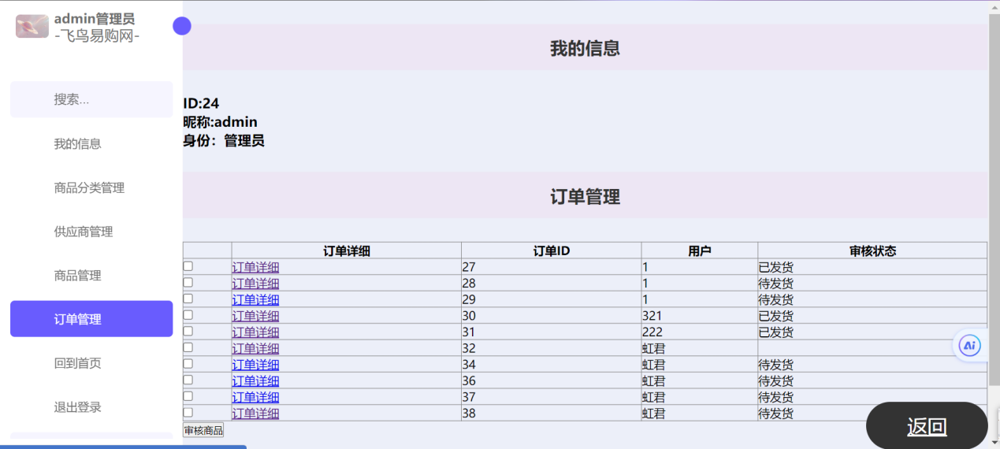 admin管理员
-飞鸟易购网-
搜索...
我的信息
商品分类管理
供应商管理
商品管理
订单管理
回到首页
退出登录
我的信息
ID:24
昵称:admin
身份：管理员
订单管理
订单详细 订单ID 用户 审核状态
订单详细 27 1 已发货
订单详细 28 1 待发货
订单详细 29 1 待发货
订单详细 30 321 已发货
订单详细 31 222 已发货
订单详细 32 虹君
订单详细 34 虹君 待发货
订单详细 36 虹君 待发货
订单详细 37 虹君 待发货
订单详细 38 虹君 待发货
审核商品
Ai
返回